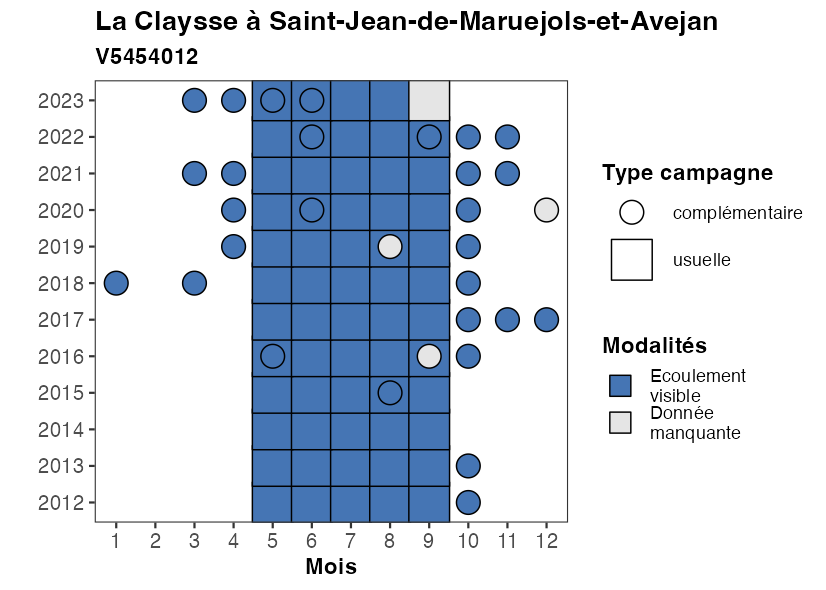 La Claysse à Saint-Jean-de-Maruejols-et-Avejan
V5454012
2023
2022
2021
2020
2019
2018
2017
2016
2015
2014
2013
2012
1 2 3 4 5 6 7 8 9 10 11 12
Mois
Type campagne
complémentaire
usuelle
Modalités
Ecoulement
visible
Donnée
manquante